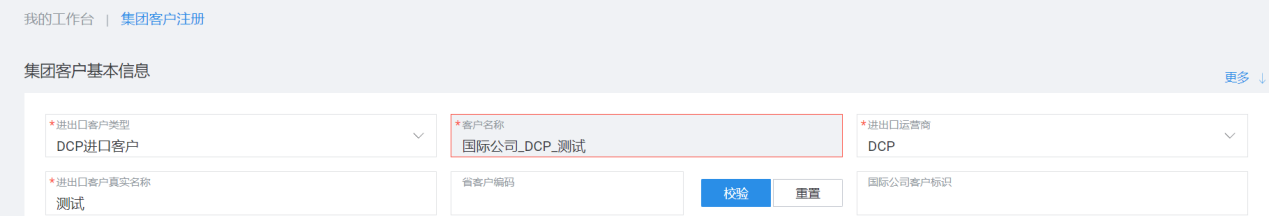 我的工作台 | 集团客户注册
集团客户基本信息
更多 ↓
*进出口客户类型
DCP进口客户
*客户名称
国际公司_DCP_测试
*进出口运营商
DCP
*进出口客户真实名称
测试
省客户编码
校验
重置
国际公司客户标识